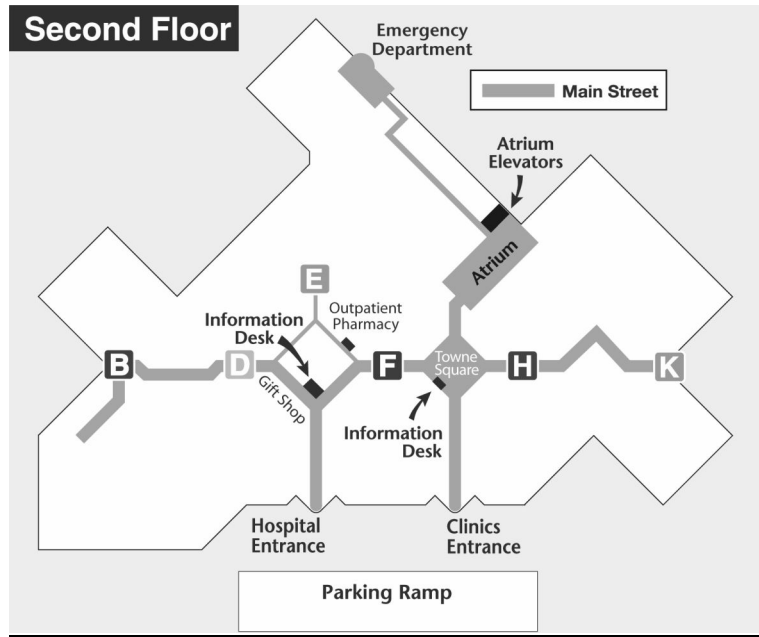 Second Floor
Emergency
Department
Main Street
Atrium
Elevators
Atrium
E
Outpatient
Pharmacy
Information
Desk
B
D
F
Towne
Square
H
K
Gift Shop
Information
Desk
Hospital
Entrance
Clinics
Entrance
Parking Ramp